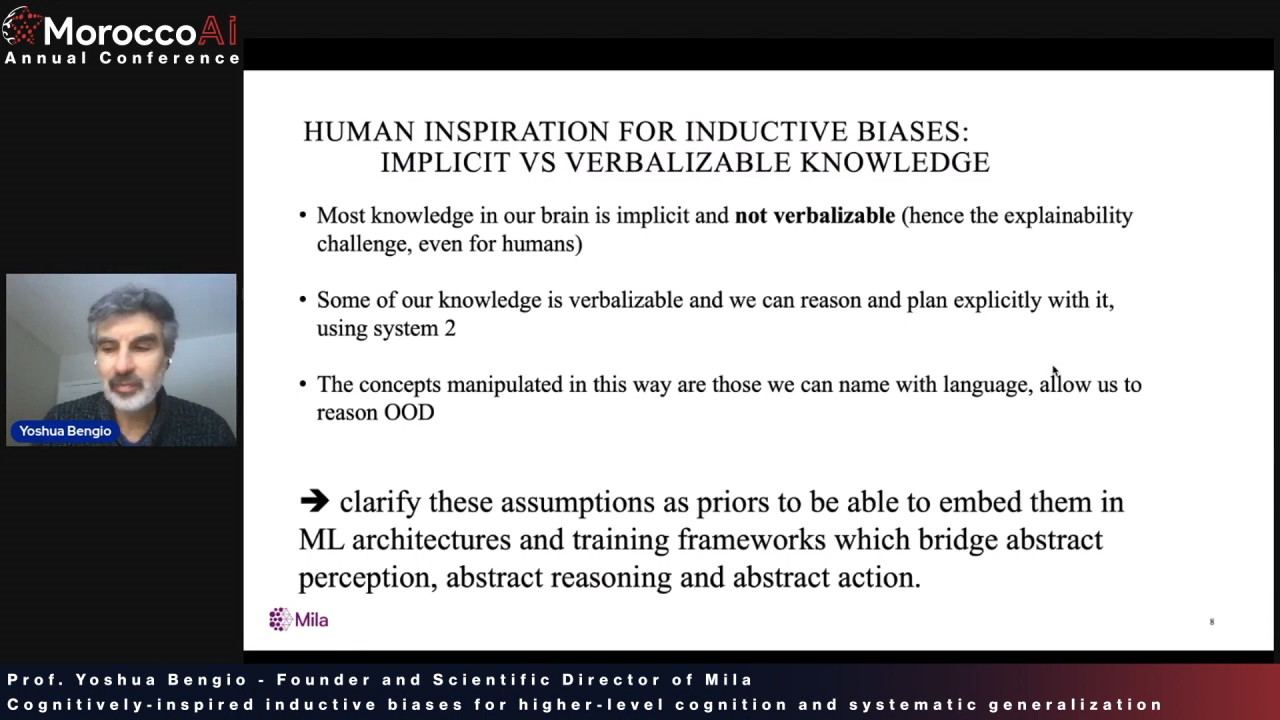 MoroccoAi
Annual Conference
HUMAN INSPIRATION FOR INDUCTIVE BIASES:
IMPLICIT VS VERBALIZABLE KNOWLEDGE
• Most knowledge in our brain is implicit and not verbalizable (hence the explainability
challenge, even for humans)
• Some of our knowledge is verbalizable and we can reason and plan explicitly with it,
using system 2
• The concepts manipulated in this way are those we can name with language, allow us to
reason OOD
➔ clarify these assumptions as priors to be able to embed them in
ML architectures and training frameworks which bridge abstract
perception, abstract reasoning and abstract action.
Yoshua Bengio
Mila
8
Prof. Yoshua Bengio - Founder and Scientific Director of Mila
Cognitively-inspired inductive biases for higher-level cognition and systematic generalization